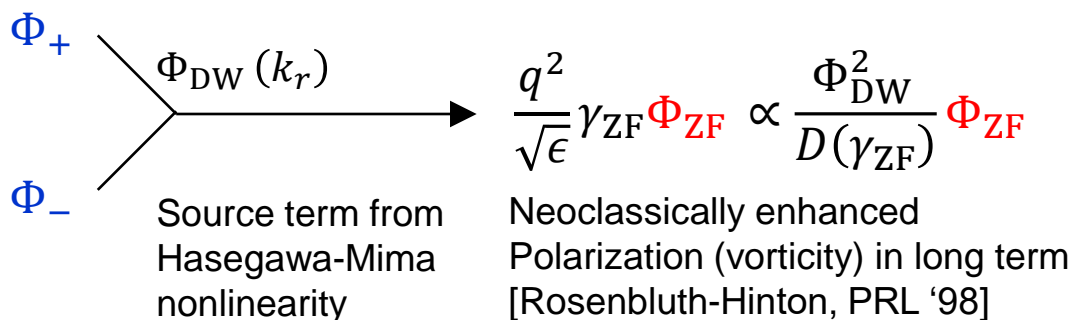 Φ₊
Φ_DW (k_r)
q²/√ϵ γ_ZF Φ_ZF ∝ Φ²_DW/D(γ_ZF) Φ_ZF
Φ₋
Source term from
Hasegawa-Mima
nonlinearity
Neoclassically enhanced
Polarization (vorticity) in long term
[Rosenbluth-Hinton, PRL ‘98]